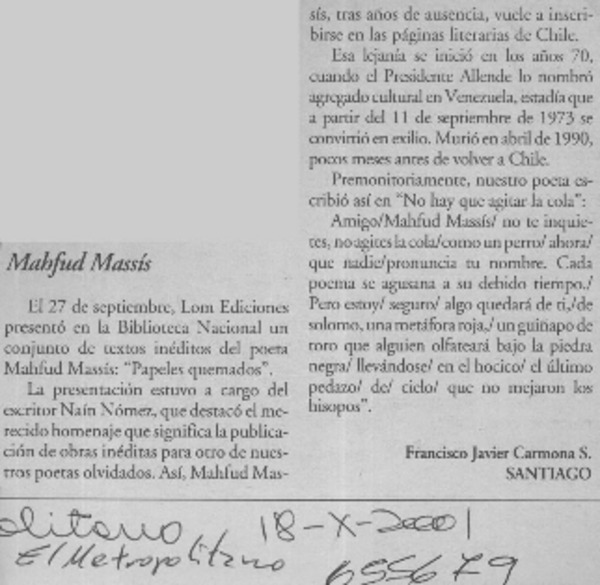 Mahfud Massís
El 27 de septiembre, Lom Ediciones
presentó en la Biblioteca Nacional un
conjunto de textos inéditos del poeta
Mahfud Massís: "Papeles quemados".
La presentación estuvo a cargo del
escritor Naín Nómez, que destacó el me-
recido homenaje que significa la publica-
ción de obras inéditas para otro de nues-
tros poetas olvidados. Así, Mahfud Mas-
sís, tras años de ausencia, vuele a inscri-
birse en las páginas literarias de Chile.
Esa lejanía se inició en los años 70,
cuando el Presidente Allende lo nombró
agregado cultural en Venezuela, estadía que
a partir del 11 de septiembre de 1973 se
convirtió en exilio. Murió en abril de 1990,
pocos meses antes de volver a Chile.
Premonitoriamente, nuestro poeta es-
cribió así en "No hay que agitar la cola":
Amigo/Mahfud Massís/ no te inquie-
tes, no agites la cola/como un perro/ ahora/
que nadie/pronuncia tu nombre. Cada
poema se agusana a su debido tiempo./
Pero estoy/ seguro/ algo quedará de ti,/de
solomo, una metáfora roja,/ un guiñapo de
toro que alguien olfateará bajo la piedra
negra/ llevándose/ en el hocico/ el último
pedazo/ de/ cielo/ que no mejaron los
hisopos".
Francisco Javier Carmona S.
SANTIAGO
olitano 18-X-2001
El Metropolitano 655679